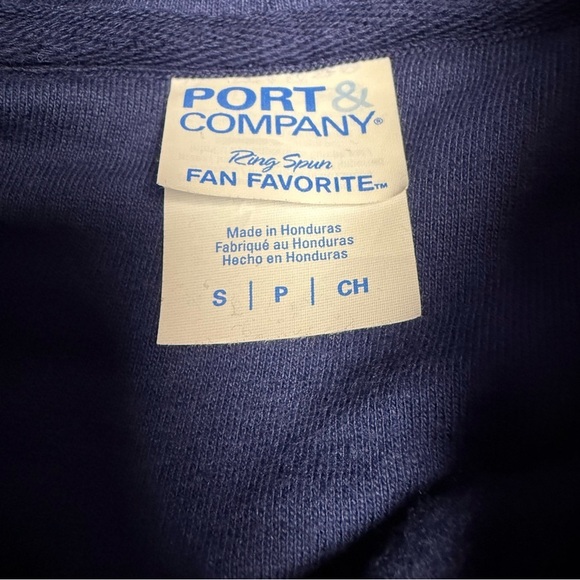 PORT &
COMPANY®
Ring Spun
FAN FAVORITE™
Made in Honduras
Fabriqué au Honduras
Hecho en Honduras
S | P | CH